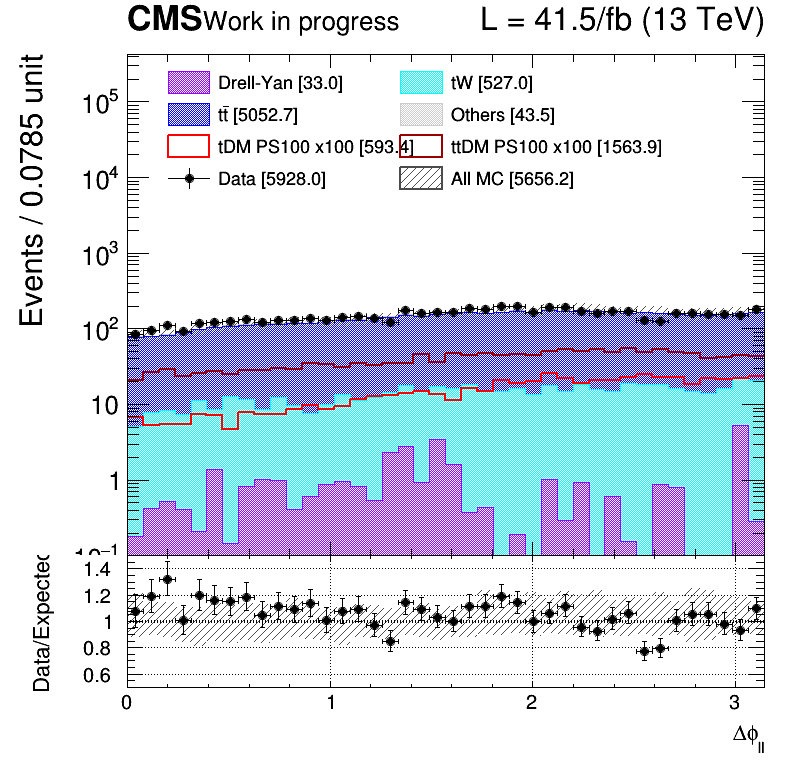 CMS Work in progress L = 41.5/fb (13 TeV)
Drell-Yan [33.0] tW [527.0]
tt̄ [5052.7] Others [43.5]
tDM PS100 x100 [593.4] ttDM PS100 x100 [1563.9]
Data [5928.0] All MC [5656.2]
Events / 0.0785 unit
10⁵
10⁴
10³
10²
10
1
10⁻¹
Data/Expected
1.4
1.2
1
0.8
0.6
0 1 2 3
Δϕ_ll